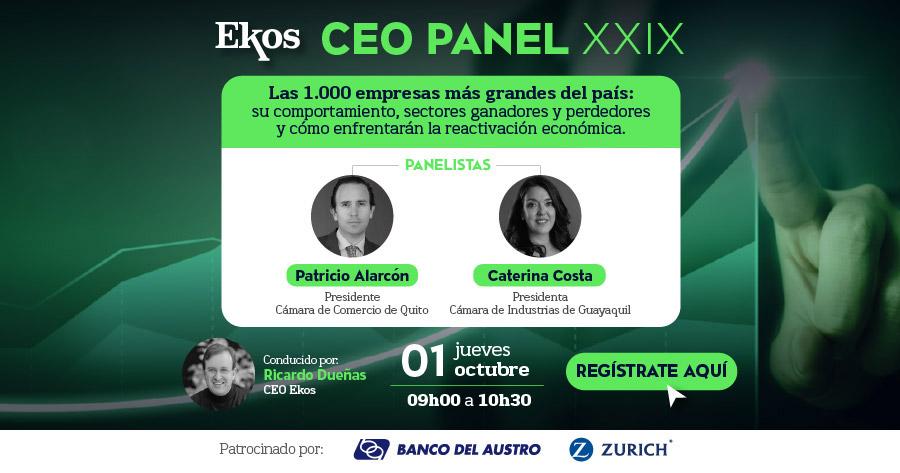 Ekos CEO PANEL XXIX
Las 1.000 empresas más grandes del país:
su comportamiento, sectores ganadores y perdedores
y cómo enfrentarán la reactivación económica.
PANELISTAS
Patricio Alarcón
Presidente
Cámara de Comercio de Quito
Caterina Costa
Presidenta
Cámara de Industrias de Guayaquil
Conducido por:
Ricardo Dueñas
CEO Ekos
01 jueves
octubre
09h00 a 10h30
REGÍSTRATE AQUÍ
Patrocinado por: BANCO DEL AUSTRO Z ZURICH